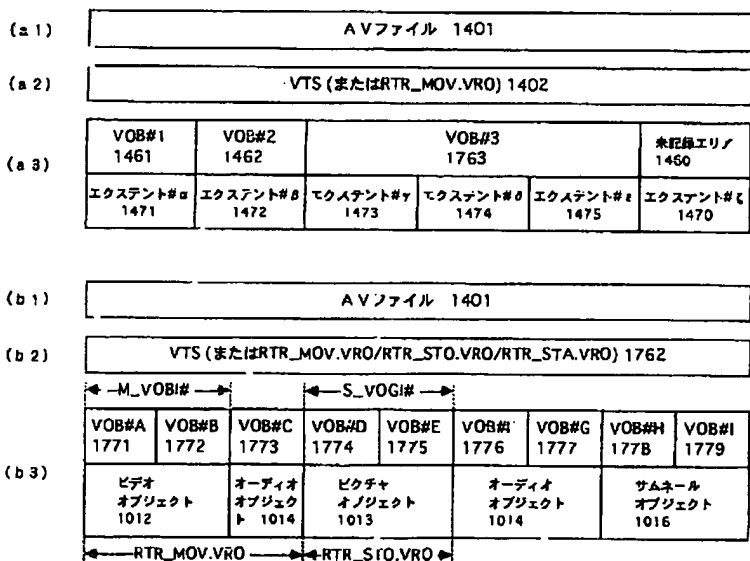 (a1)
AVファイル 1401
(a2)
VTS (またはRTR_MOV.VRO) 1402
(a3)
VOB#1
1461
VOB#2
1462
VOB#3
1763
未記録エリア
1460
エクステント#α
1471
エクステント#β
1472
エクステント#γ
1473
エクステント#δ
1474
エクステント#ε
1475
エクステント#ζ
1470
(b1)
AVファイル 1401
(b2)
VTS (またはRTR_MOV.VRO/RTR_STO.VRO/RTR_STA.VRO) 1762
M_VOBI#
S_VOGI#
(b3)
VOB#A
1771
VOB#B
1772
VOB#C
1773
VOB#D
1774
VOB#E
1775
VOB#F
1776
VOB#G
1777
VOB#H
1778
VOB#I
1779
ビデオ
オブジェクト
1012
オーディオ
オブジェク
ト 1014
ピクチャ
オブジェクト
1013
オーディオ
オブジェクト
1014
サムネール
オブジェクト
1016
RTR_MOV.VRO
RTR_STO.VRO